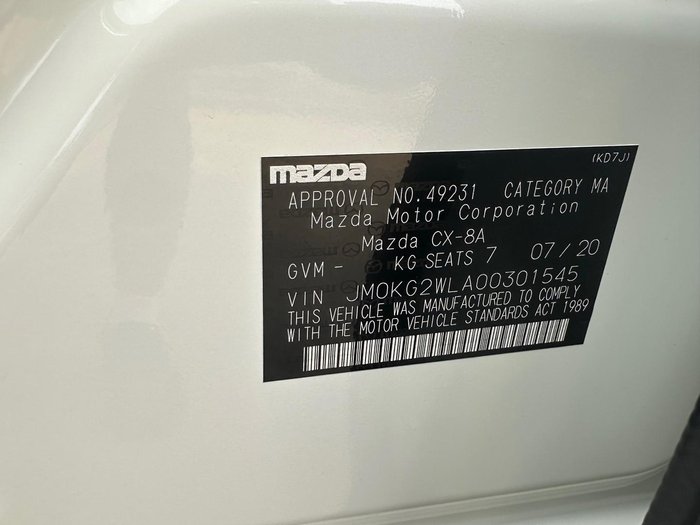 mazda
(KD7J)
APPROVAL NO.49231 CATEGORY MA
Mazda Motor Corporation
Mazda CX-8A
GVM - KG SEATS 7 07/20
VIN JM0KG2WLA00301545
THIS VEHICLE WAS MANUFACTURED TO COMPLY
WITH THE MOTOR VEHICLE STANDARDS ACT 1989